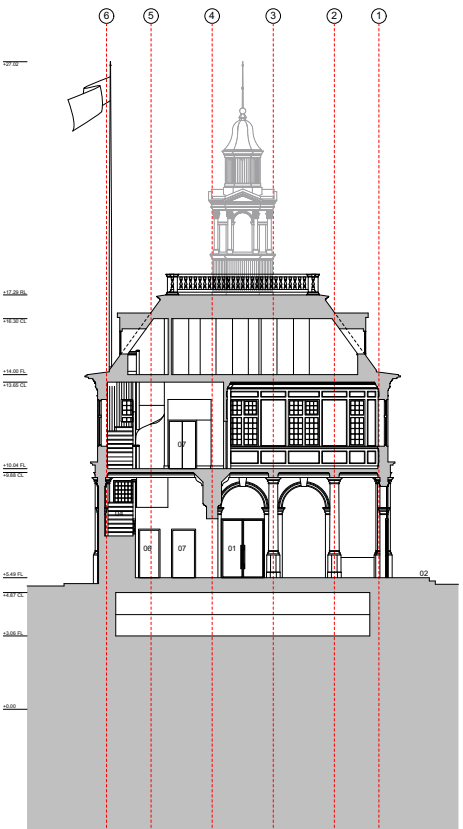 6 5 4 3 2 1
+27.02
+17.29 RL
+16.30 CL
+14.00 FL
+13.65 CL
07
+10.04 FL
+9.88 CL
06 07 01
02
+5.49 FL
+4.87 CL
+3.06 FL
+0.00